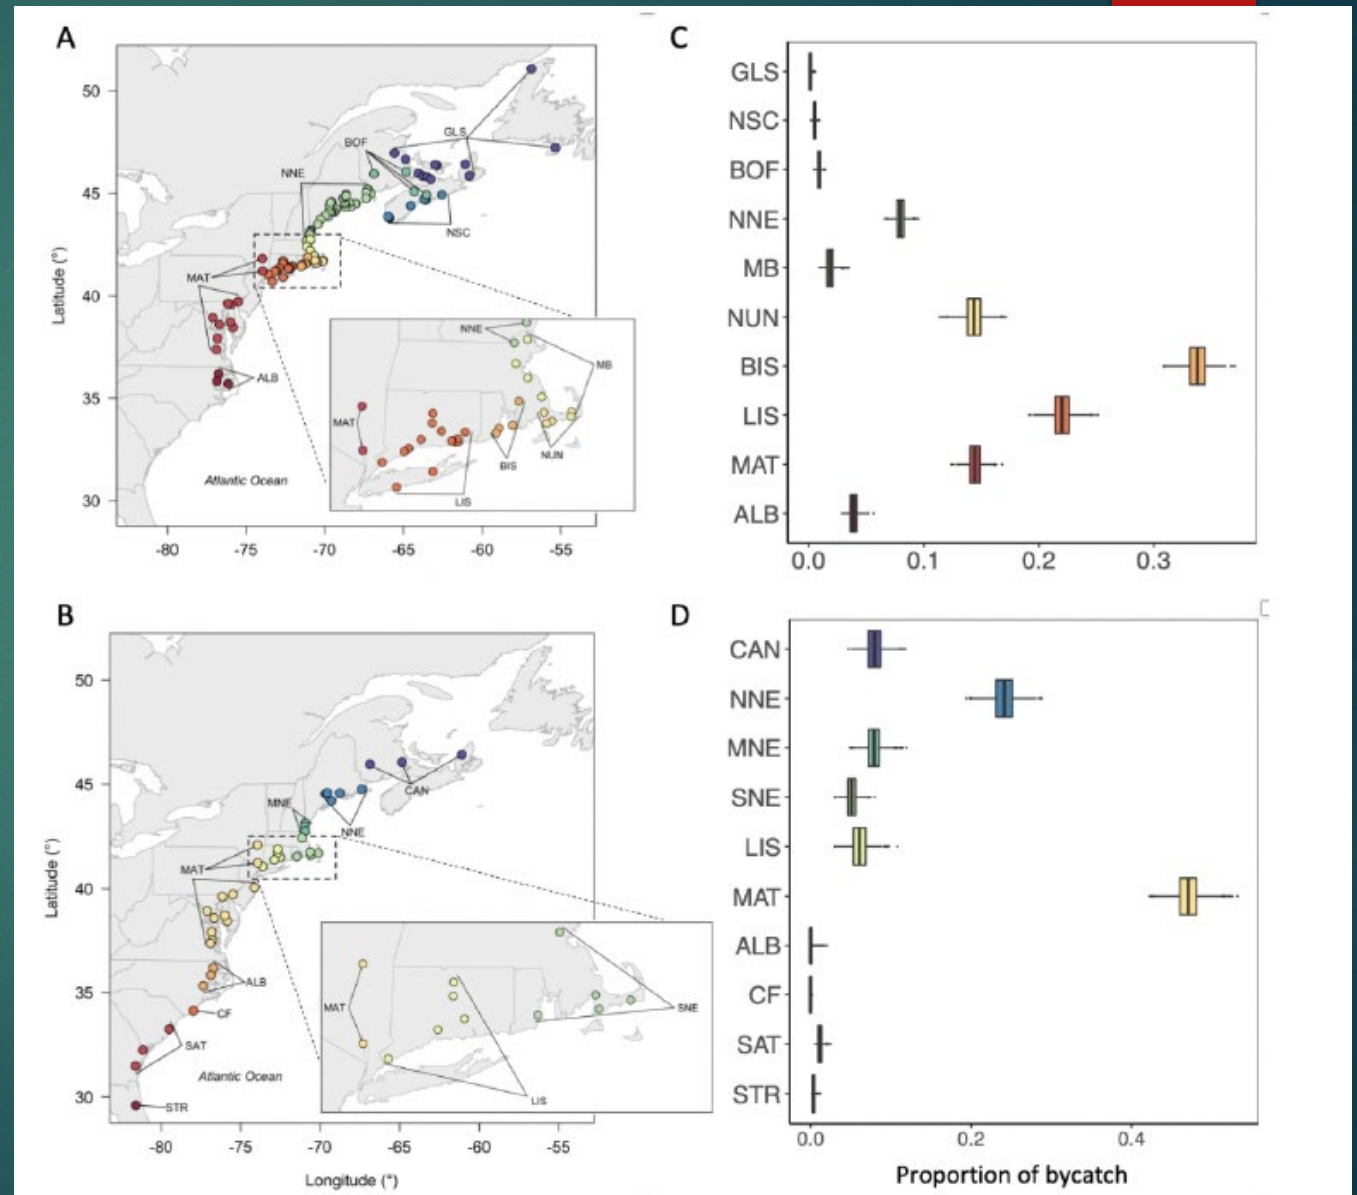 A
50
45
40
35
30
Latitude (°)
-80 -75 -70 -65 -60 -55
GLS
BOF
NNE
NSC
MAT
ALB
Atlantic Ocean
NNE
MB
MAT
NUN
BIS
LIS
C
GLS
NSC
BOF
NNE
MB
NUN
BIS
LIS
MAT
ALB
0.0 0.1 0.2 0.3
B
50
45
40
35
30
Latitude (°)
-80 -75 -70 -65 -60 -55
Longitude (°)
CAN
MNE
NNE
MAT
ALB
CF
SAT
Atlantic Ocean
STR
MAT
SNE
LIS
D
CAN
NNE
MNE
SNE
LIS
MAT
ALB
CF
SAT
STR
0.0 0.2 0.4
Proportion of bycatch